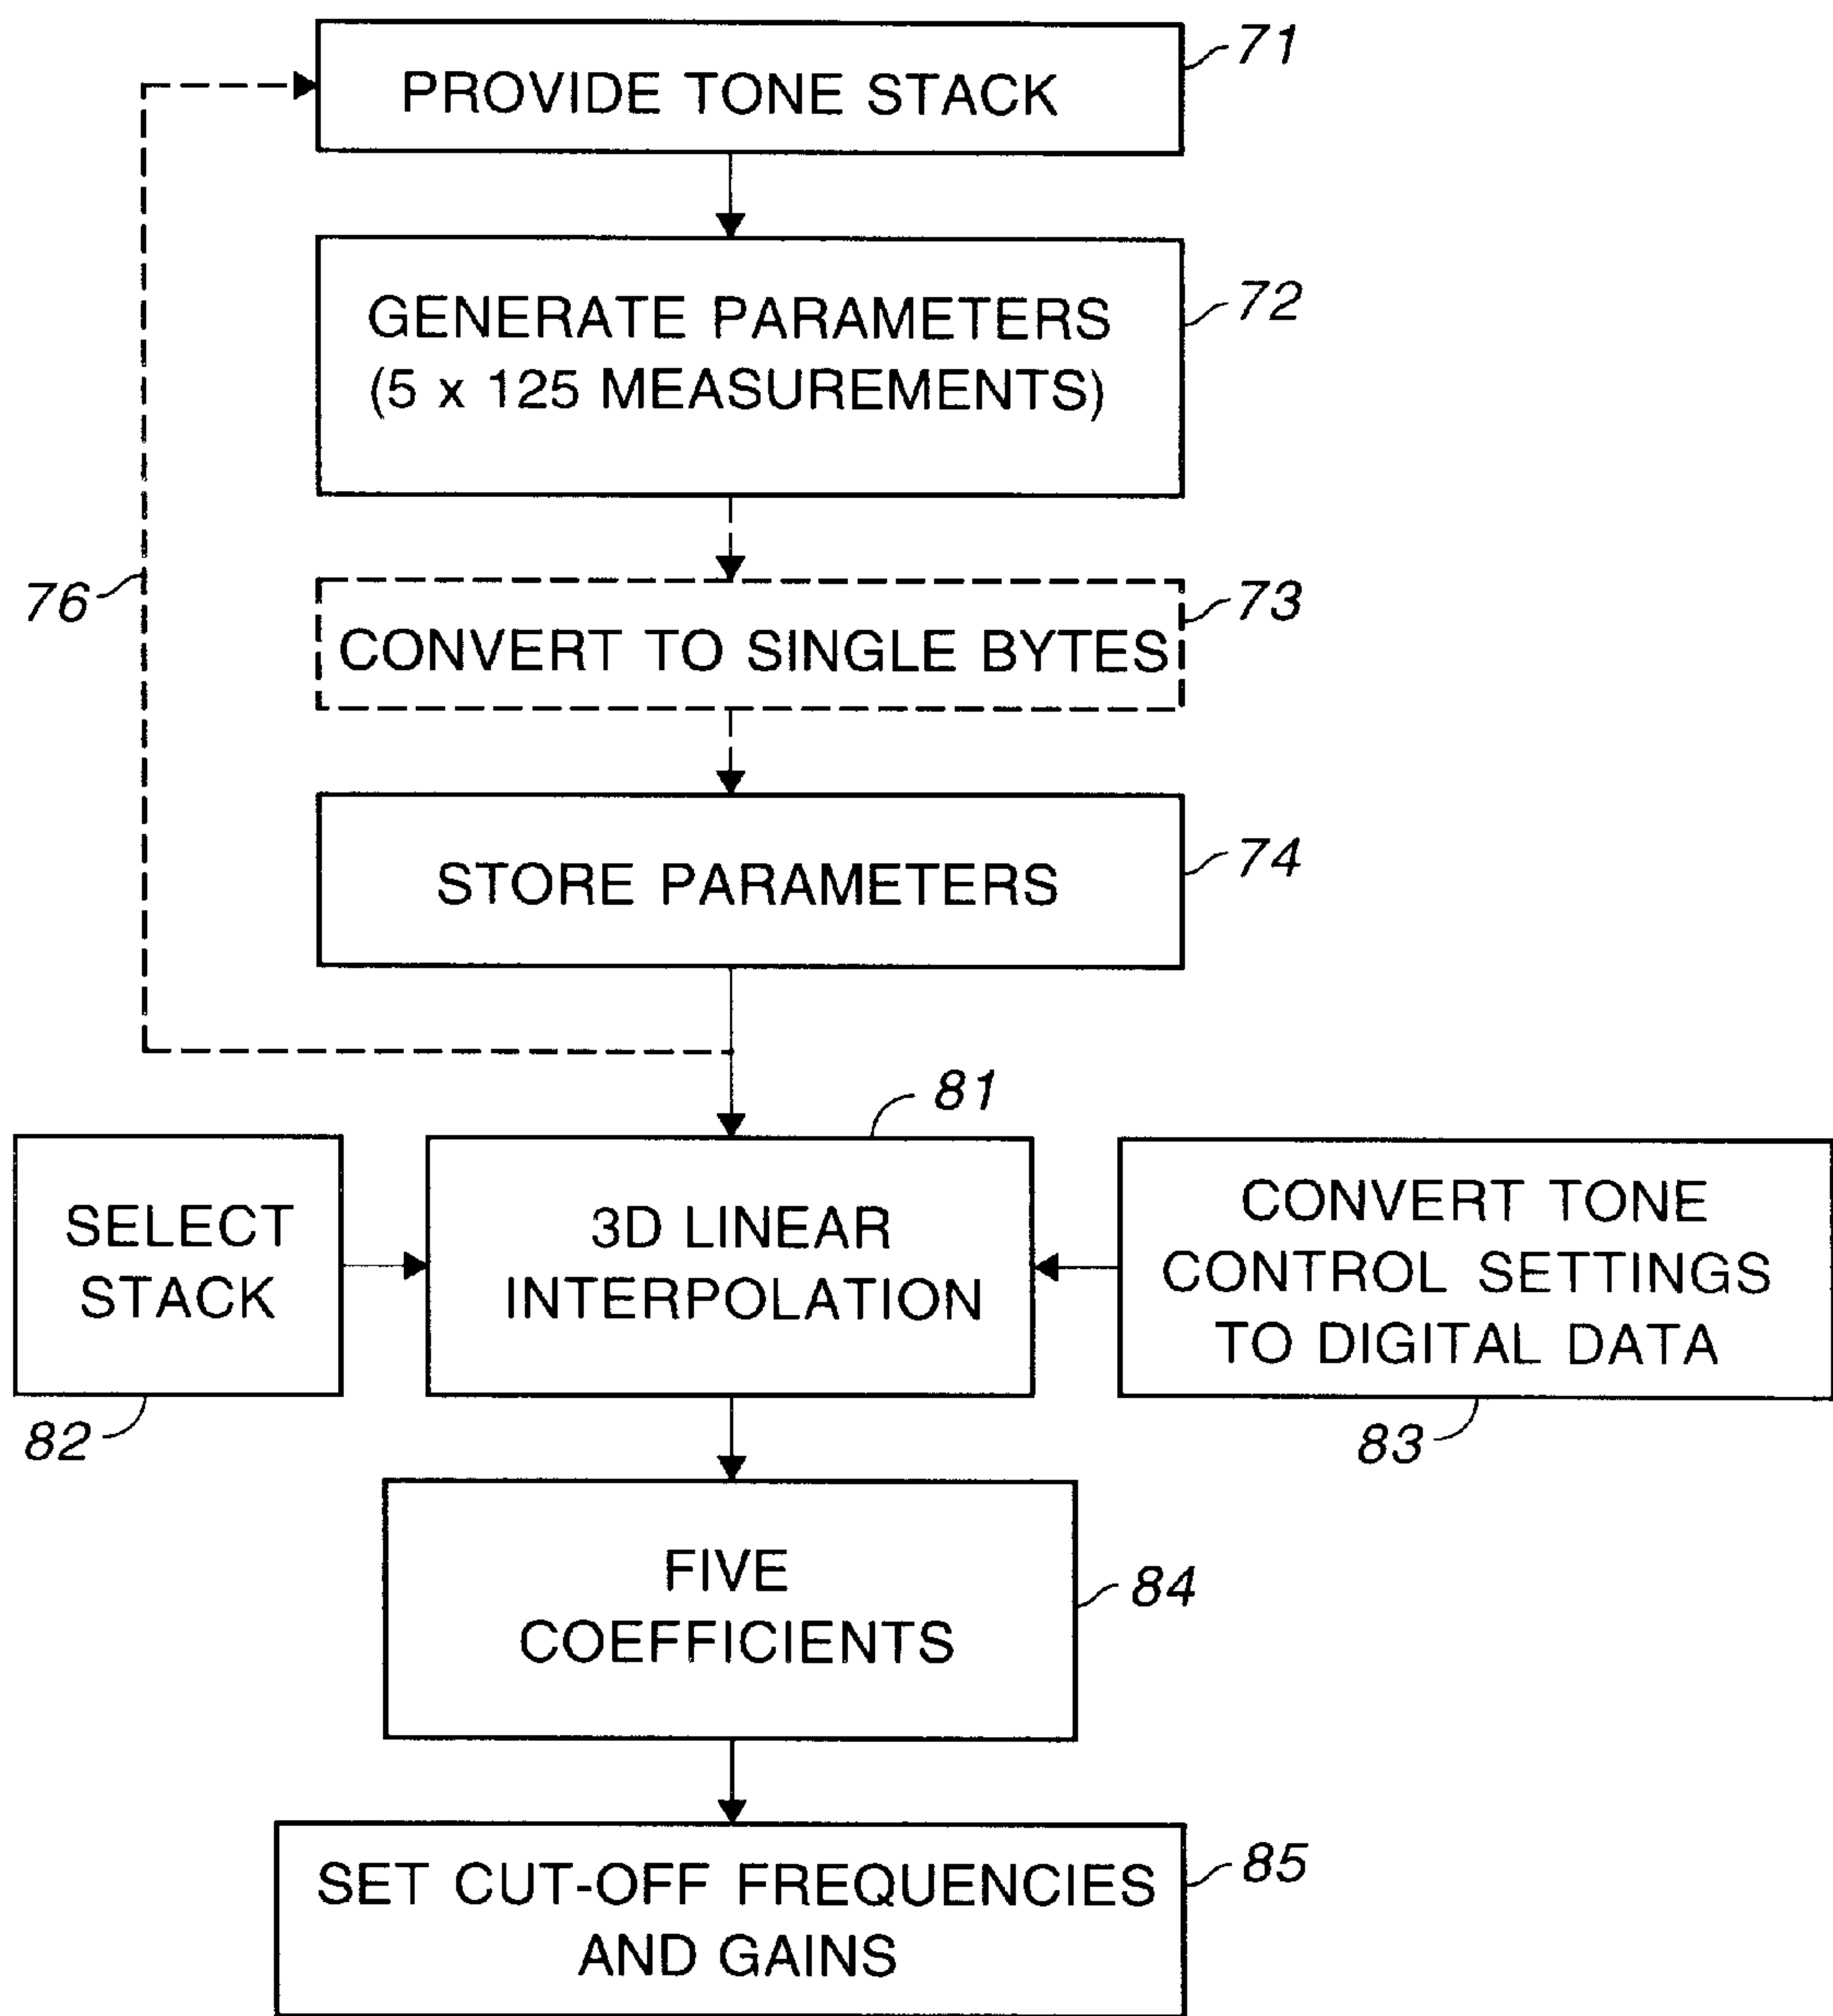 PROVIDE TONE STACK
71
GENERATE PARAMETERS
(5 x 125 MEASUREMENTS)
72
76
CONVERT TO SINGLE BYTES
73
STORE PARAMETERS
74
81
SELECT
STACK
82
3D LINEAR
INTERPOLATION
CONVERT TONE
CONTROL SETTINGS
TO DIGITAL DATA
83
FIVE
COEFFICIENTS
84
SET CUT-OFF FREQUENCIES
AND GAINS
85